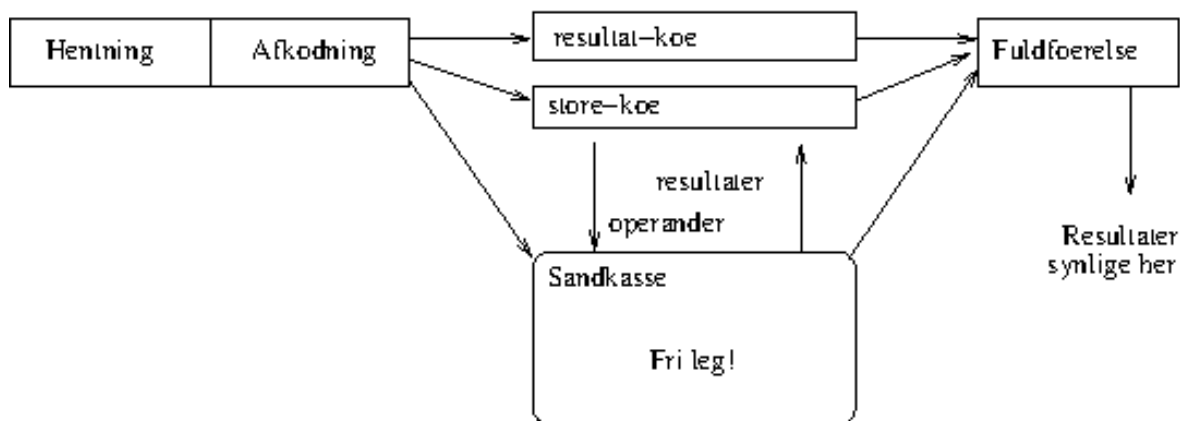 Hentning
Afkodning
resultat-koe
Fuldfoerelse
store-koe
resultater
operander
Resultater
synlige her
Sandkasse
Fri leg!